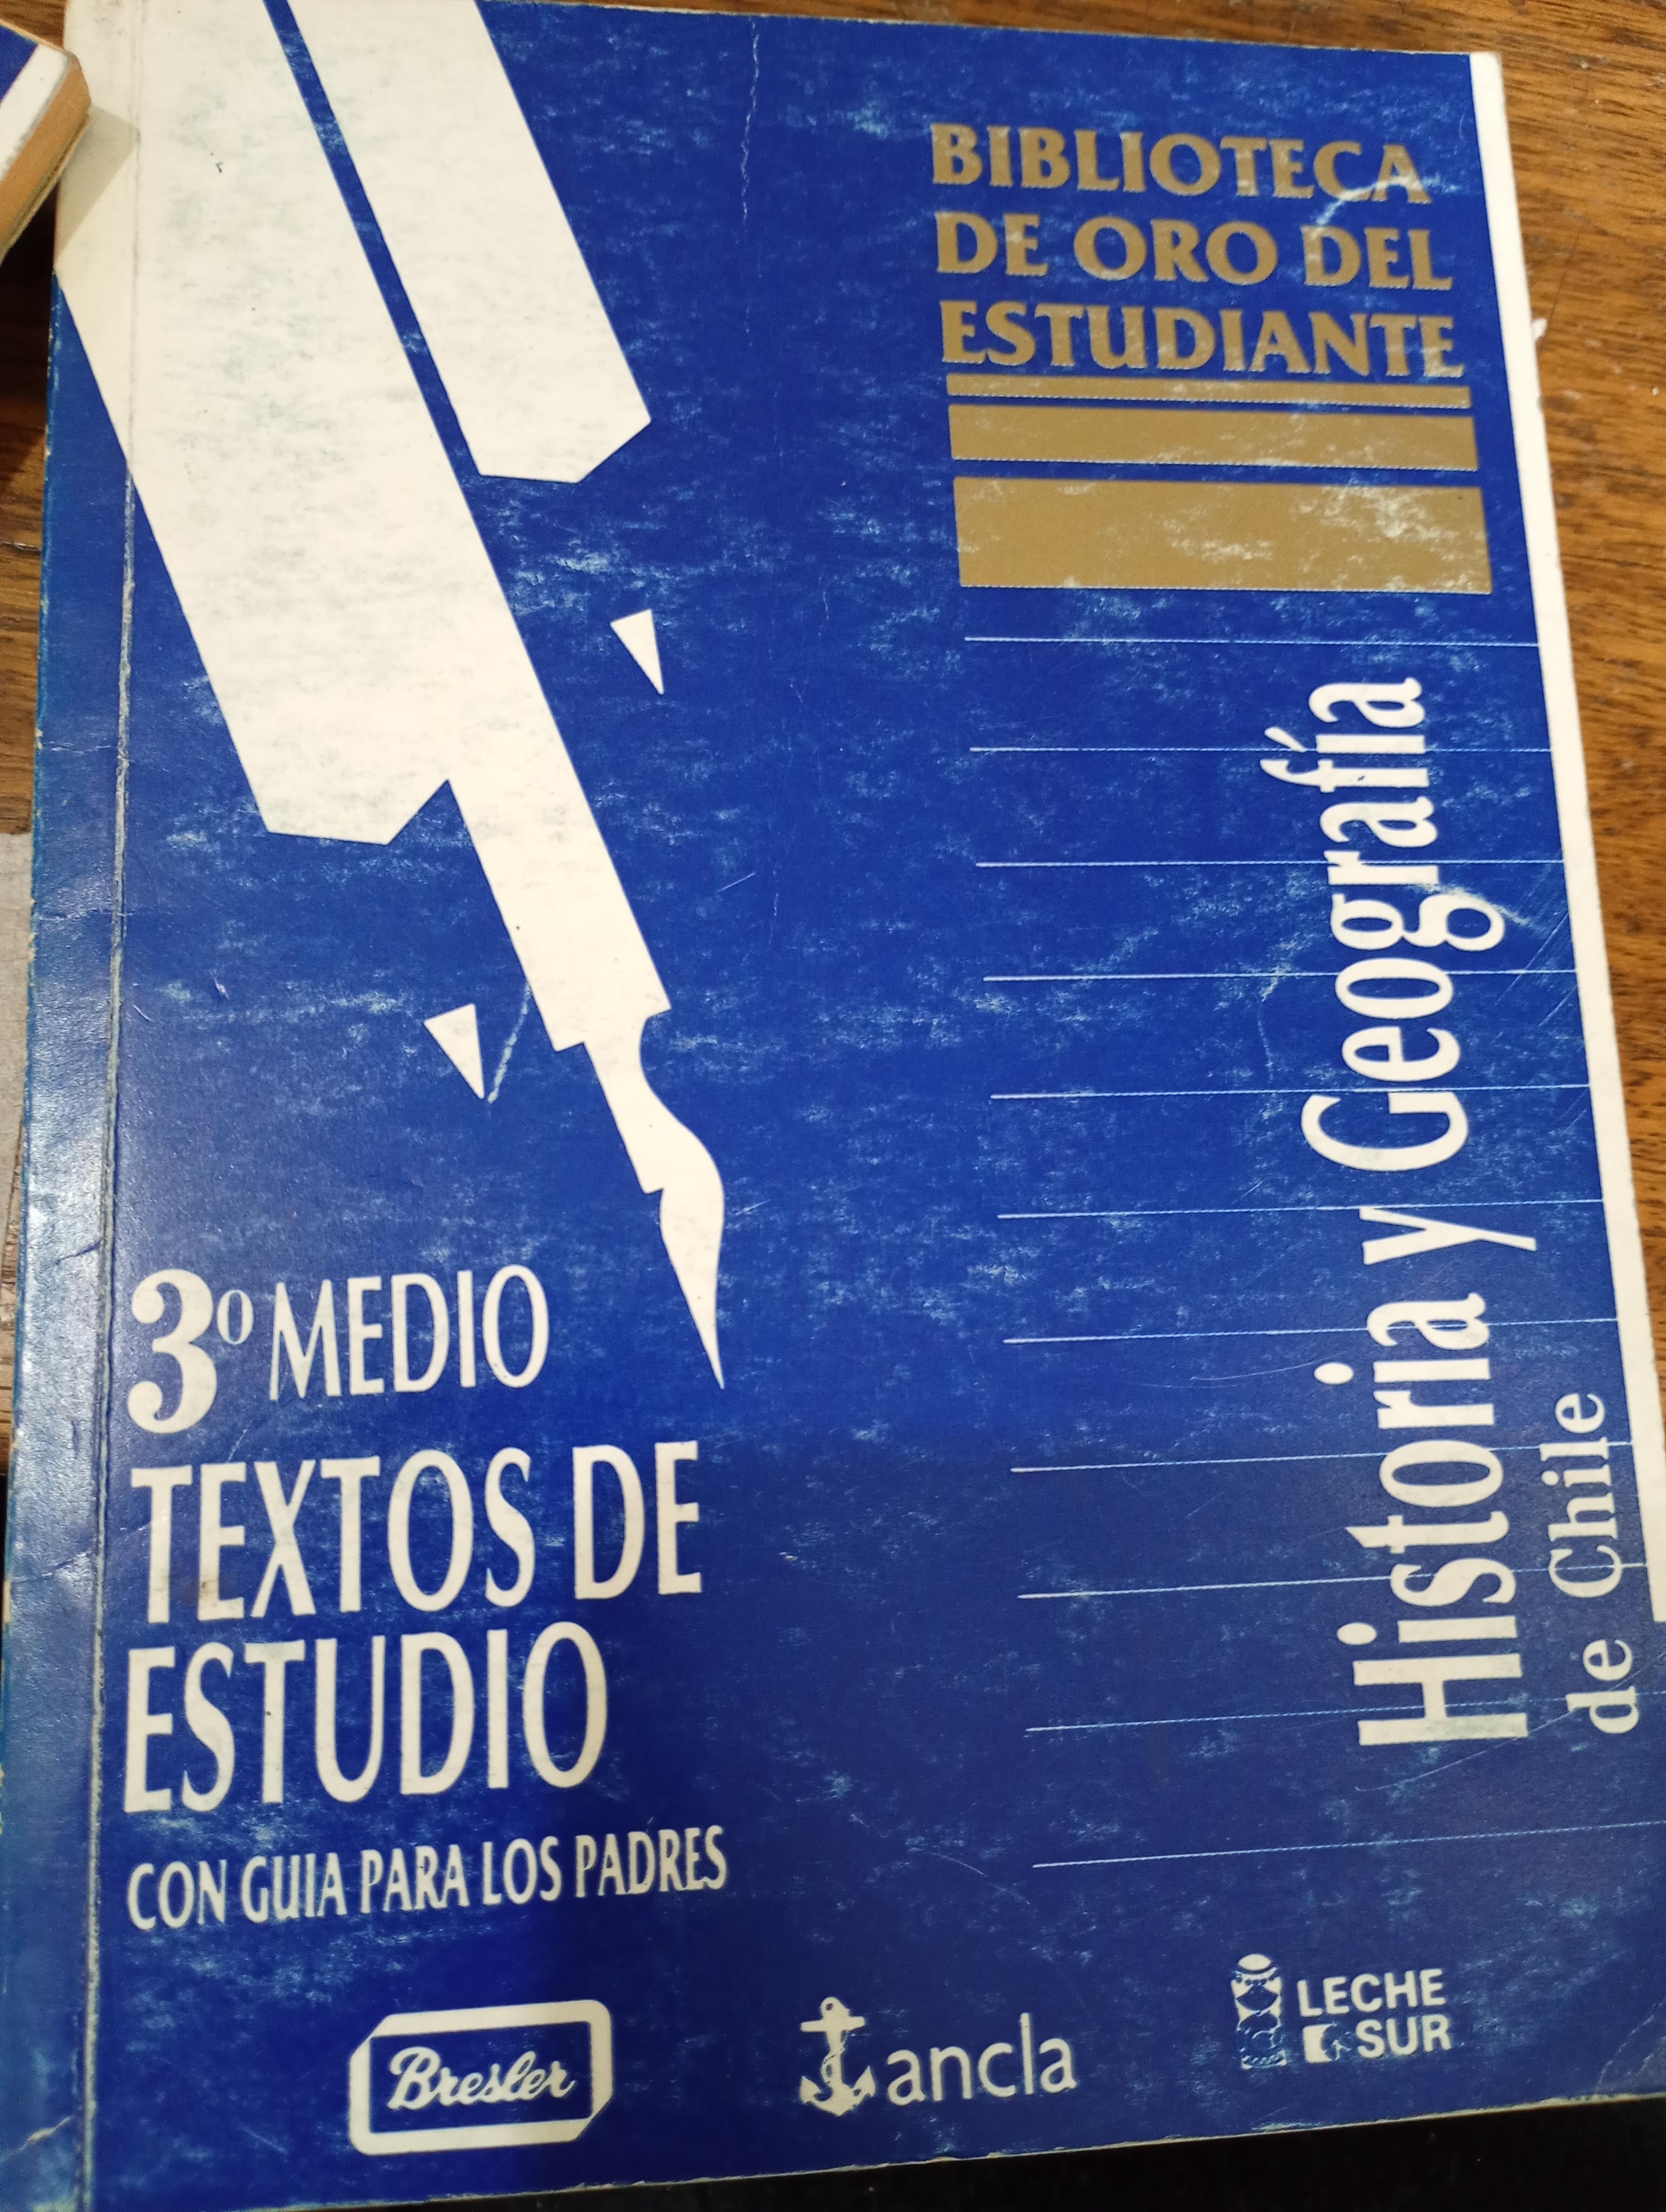 BIBLIOTECA
DE ORO DEL
ESTUDIANTE
Historia y Geografía
de Chile
3º MEDIO
TEXTOS DE
ESTUDIO
CON GUIA PARA LOS PADRES
Bresler
ancla
LECHE
SUR